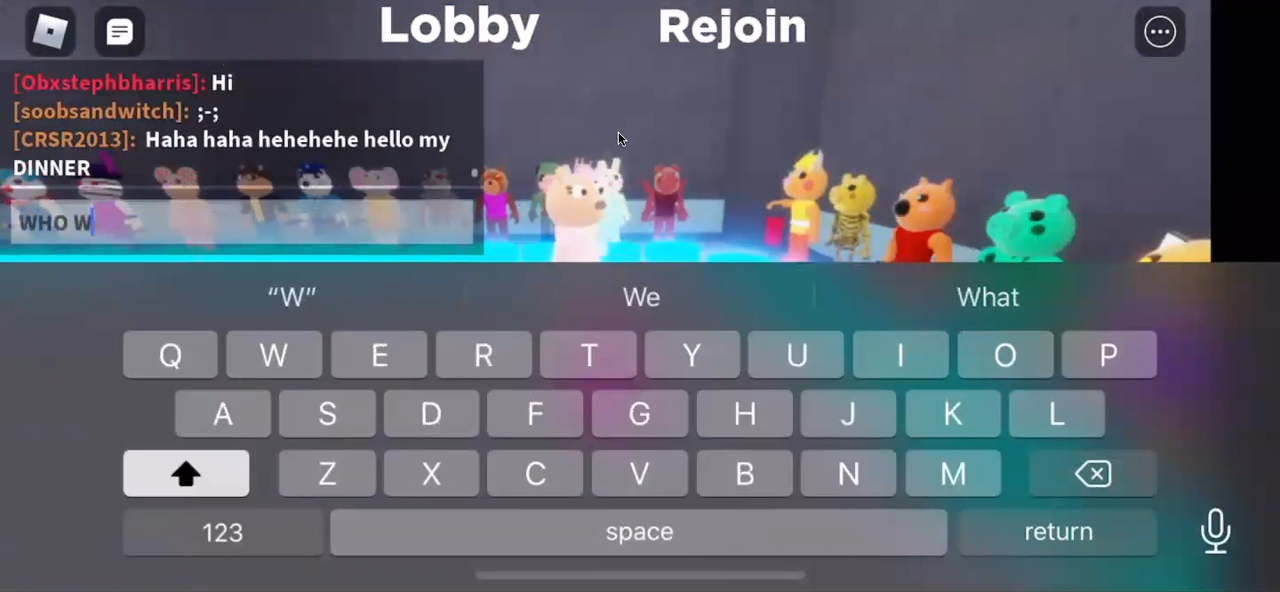 Lobby Rejoin
[Obxstephbharris]: Hi
[soobsandwitch]: ;-;
[CRSR2013]: Haha haha hehehehe hello my
DINNER
WHO W
“W” We What
Q W E R T Y U I O P
A S D F G H J K L
Z X C V B N M
123 space return